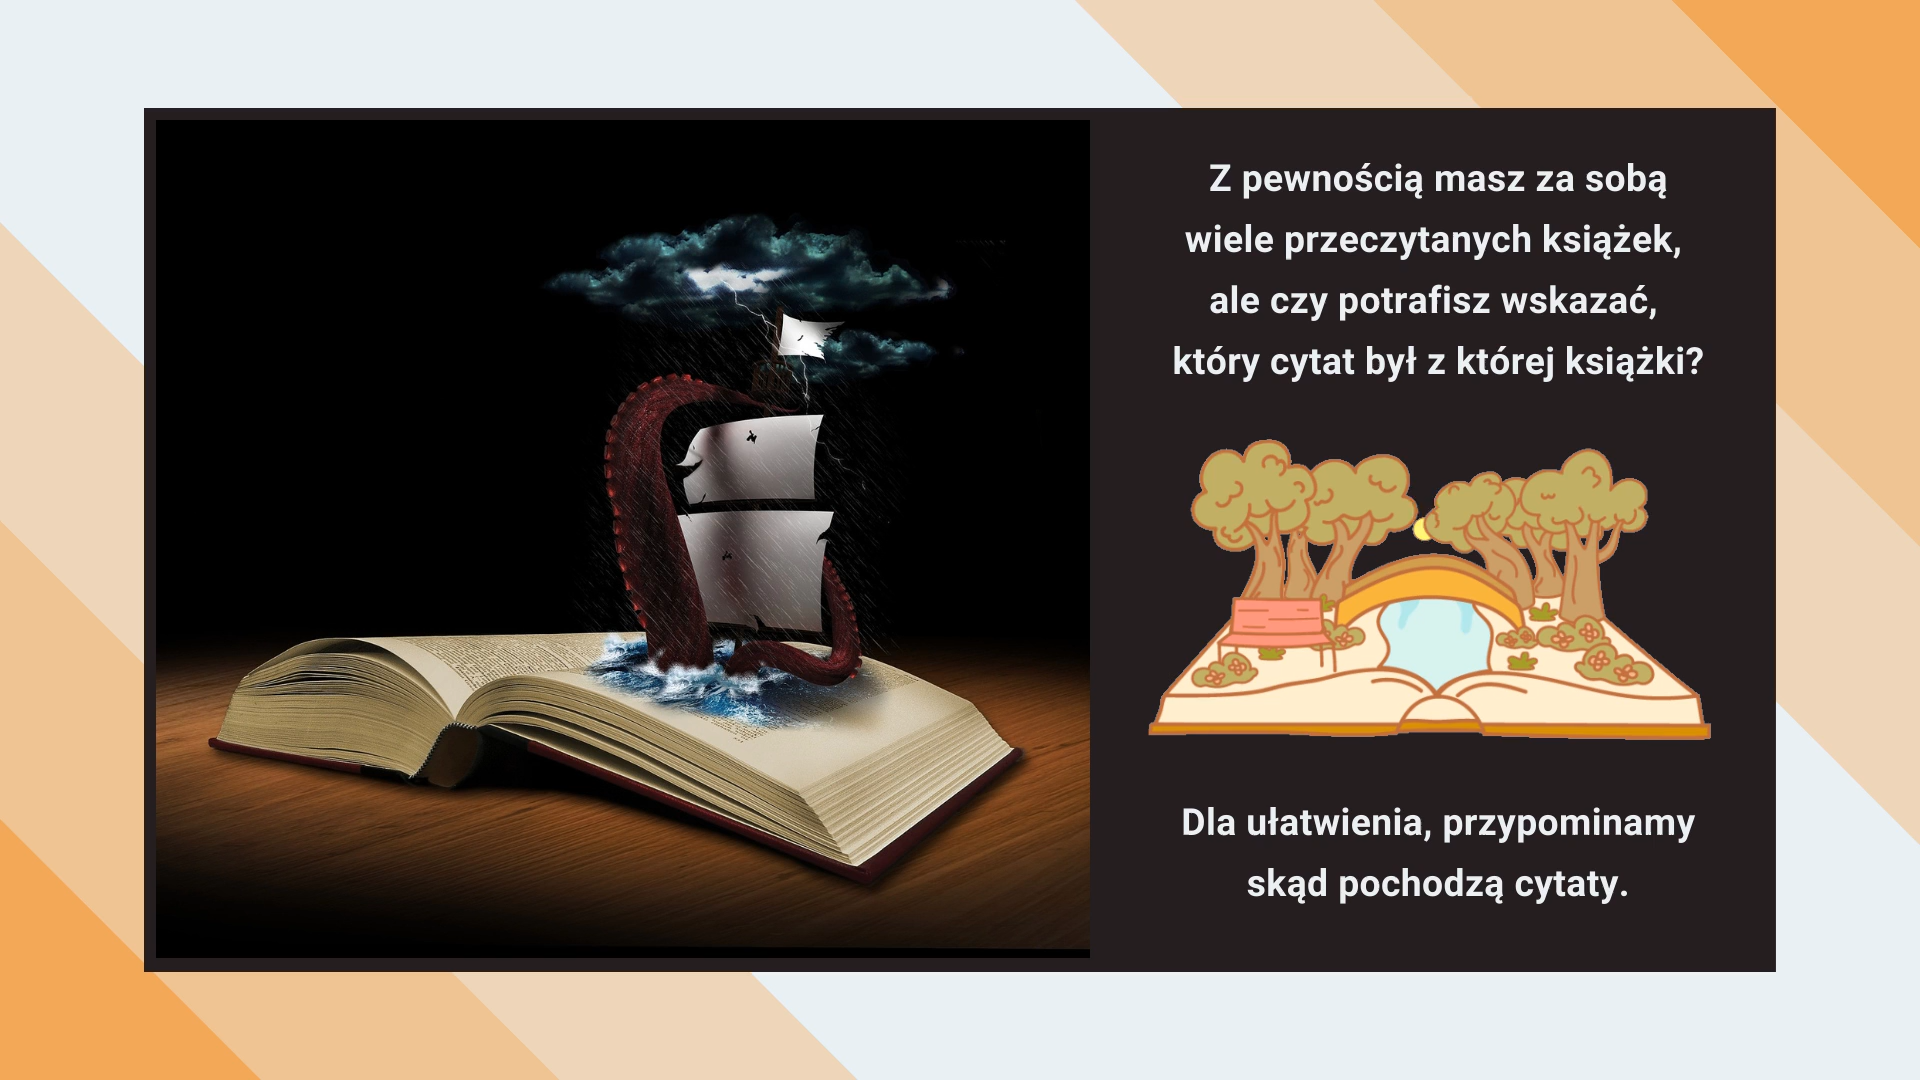 Z pewnością masz za sobą
wiele przeczytanych książek,
ale czy potrafisz wskazać,
który cytat był z której książki?
Dla ułatwienia, przypominamy
skąd pochodzą cytaty.